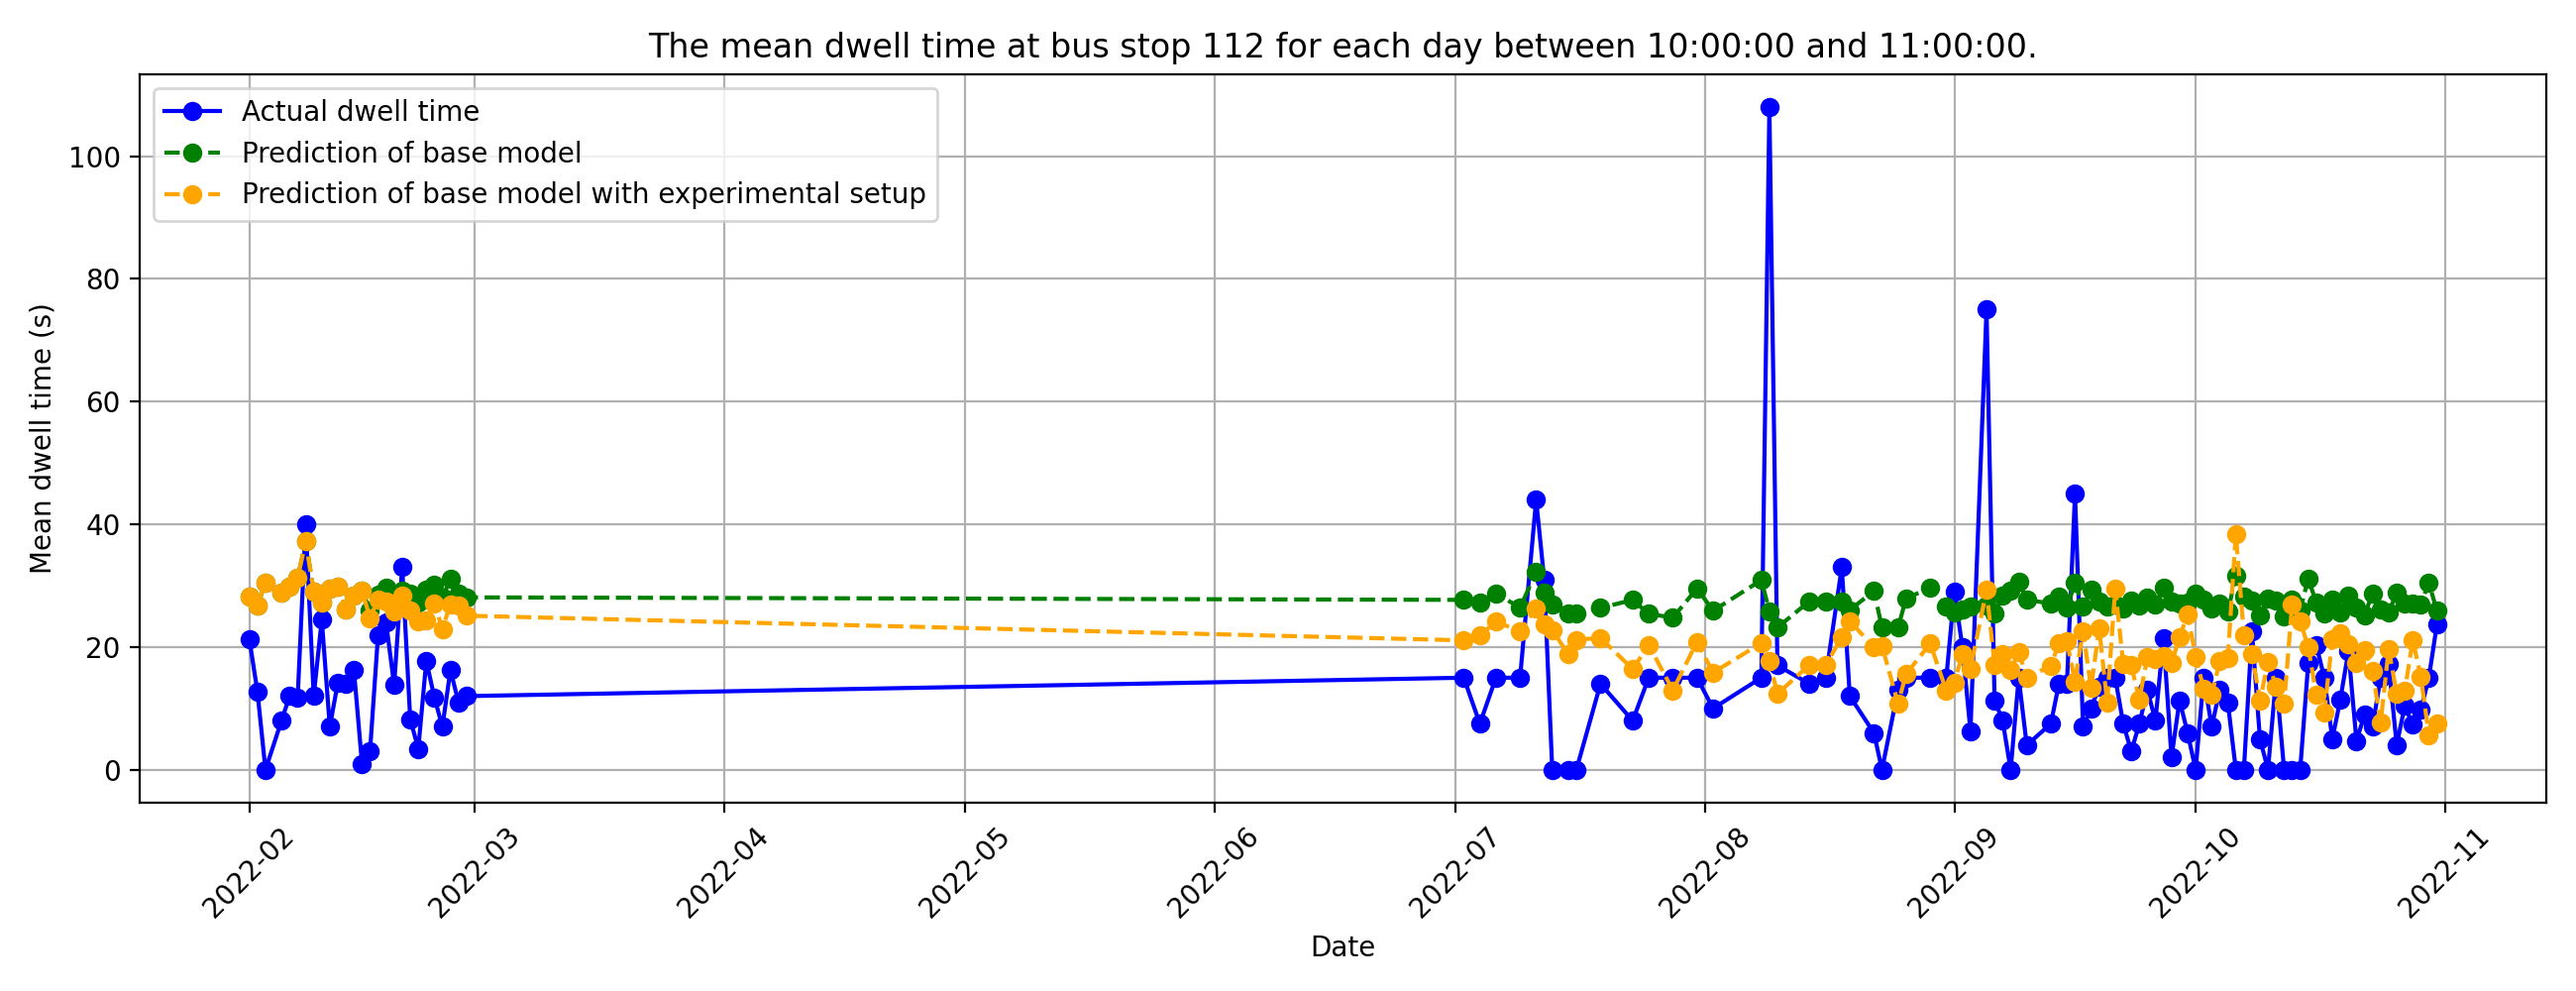 The mean dwell time at bus stop 112 for each day between 10:00:00 and 11:00:00.
Actual dwell time
Prediction of base model
Prediction of base model with experimental setup
Mean dwell time (s)
100
80
60
40
20
0
2022-02
2022-03
2022-04
2022-05
2022-06
2022-07
2022-08
2022-09
2022-10
2022-11
Date